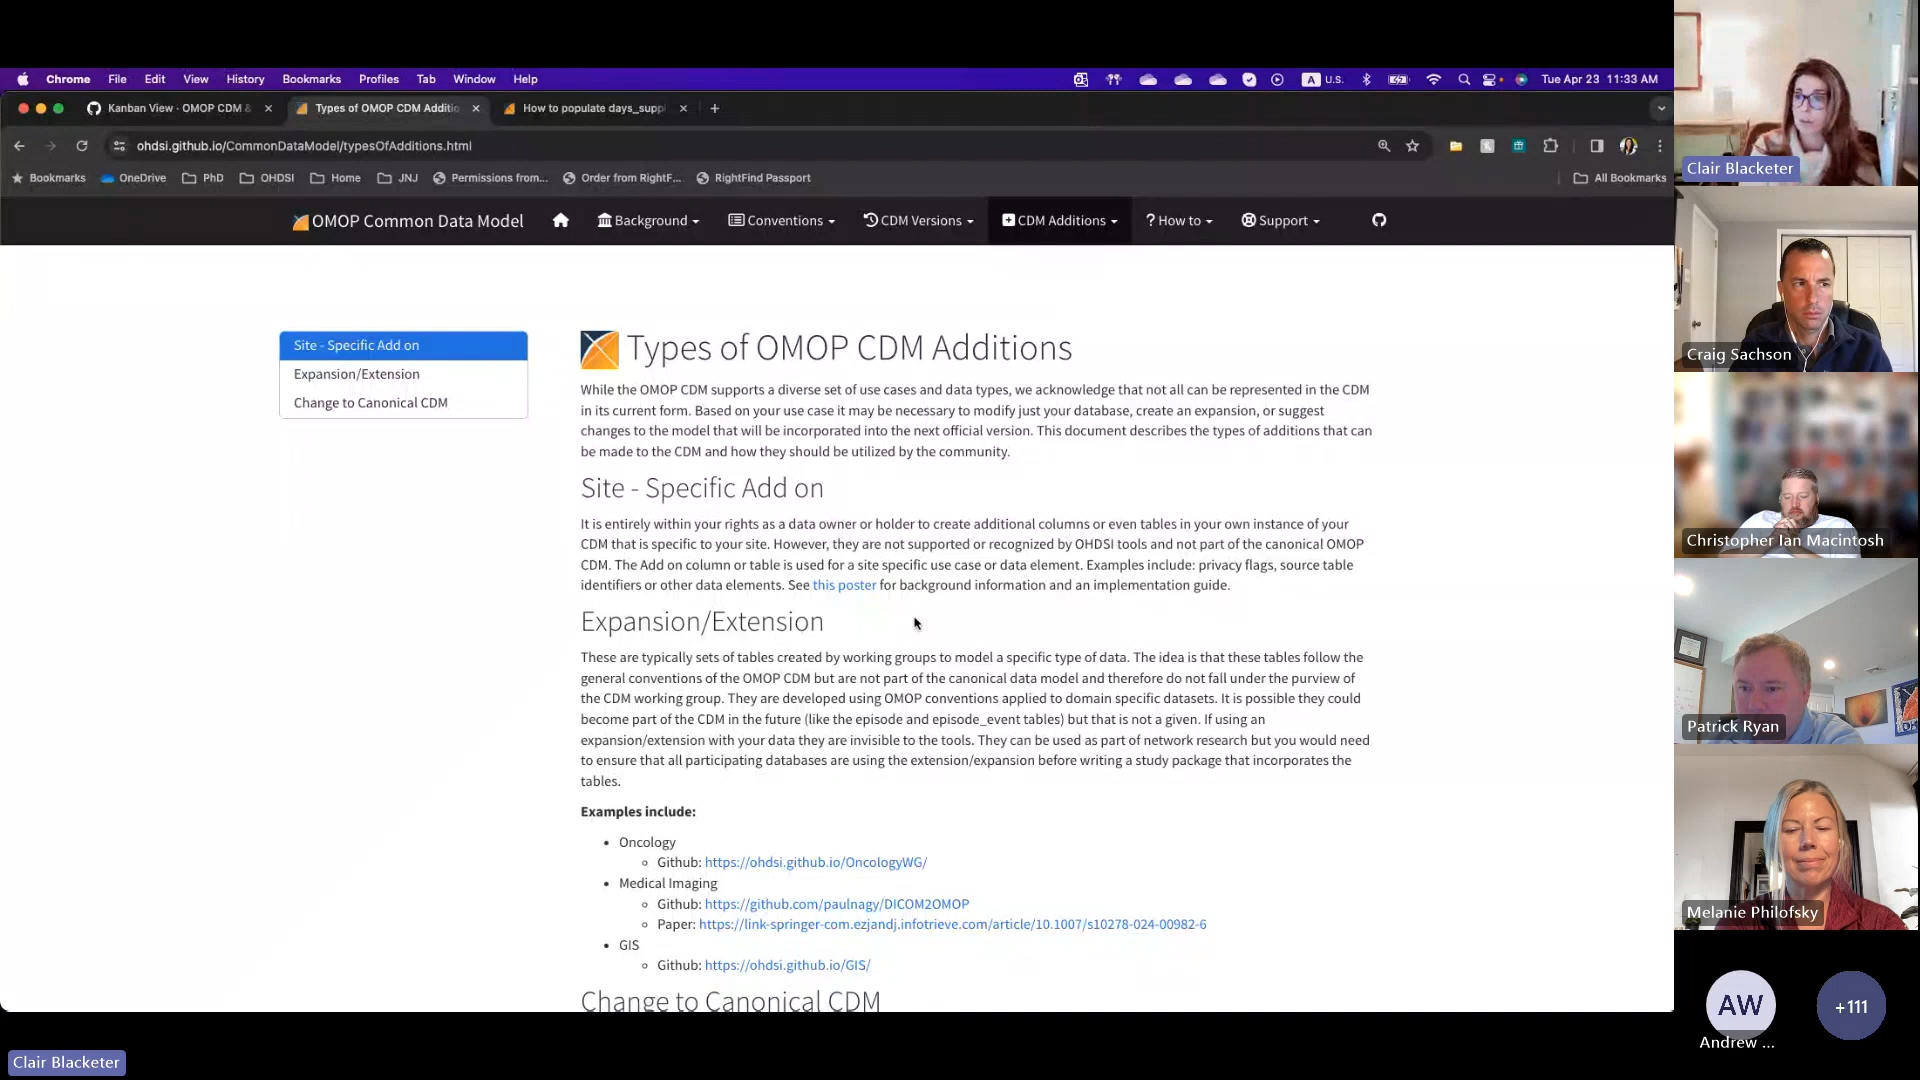 Chrome File Edit View History Bookmarks Profiles Tab Window Help A U.S. Tue Apr 23 11:33 AM
Kanban View · OMOP CDM & Types of OMOP CDM Additio How to populate days_supp
ohdsi.github.io/CommonDataModel/typesOfAdditions.html
Bookmarks OneDrive PhD OHDSI Home JNJ Permissions from... Order from RightF... RightFind Passport All Bookmarks
OMOP Common Data Model Background Conventions CDM Versions CDM Additions ? How to Support
Site - Specific Add on
Expansion/Extension
Change to Canonical CDM
Types of OMOP CDM Additions
While the OMOP CDM supports a diverse set of use cases and data types, we acknowledge that not all can be represented in the CDM
in its current form. Based on your use case it may be necessary to modify just your database, create an expansion, or suggest
changes to the model that will be incorporated into the next official version. This document describes the types of additions that can
be made to the CDM and how they should be utilized by the community.
Site - Specific Add on
It is entirely within your rights as a data owner or holder to create additional columns or even tables in your own instance of your
CDM that is specific to your site. However, they are not supported or recognized by OHDSI tools and not part of the canonical OMOP
CDM. The Add on column or table is used for a site specific use case or data element. Examples include: privacy flags, source table
identifiers or other data elements. See this poster for background information and an implementation guide.
Expansion/Extension
These are typically sets of tables created by working groups to model a specific type of data. The idea is that these tables follow the
general conventions of the OMOP CDM but are not part of the canonical data model and therefore do not fall under the purview of
the CDM working group. They are developed using OMOP conventions applied to domain specific datasets. It is possible they could
become part of the CDM in the future (like the episode and episode_event tables) but that is not a given. If using an
expansion/extension with your data they are invisible to the tools. They can be used as part of network research but you would need
to ensure that all participating databases are using the extension/expansion before writing a study package that incorporates the
tables.
Examples include:
• Oncology
◦ Github: https://ohdsi.github.io/OncologyWG/
• Medical Imaging
◦ Github: https://github.com/paulnagy/DICOM2OMOP
◦ Paper: https://link-springer-com.ezjandj.infotrieve.com/article/10.1007/s10278-024-00982-6
• GIS
◦ Github: https://ohdsi.github.io/GIS/
Change to Canonical CDM
Clair Blacketer
Craig Sachson
Christopher Ian Macintosh
Patrick Ryan
Melanie Philofsky
AW
Andrew ...
+111
Clair Blacketer